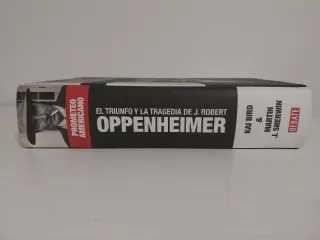 PROMETEO
AMERICANO
EL TRIUNFO Y LA TRAGEDIA DE J. ROBERT
OPPENHEIMER
KAI BIRD
&
MARTIN
J. SHERWIN
DEBATE